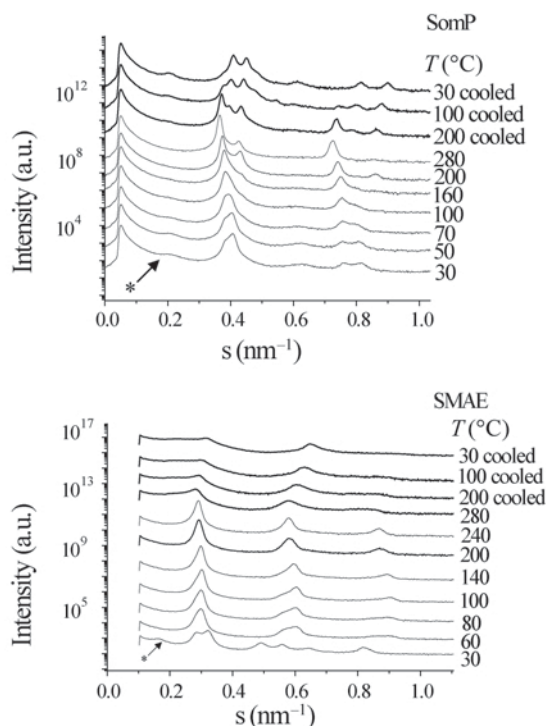 SomP
T (°C)
10¹²
30 cooled
100 cooled
200 cooled
10⁸
280
200
160
100
10⁴
70
50
30
*
Intensity (a.u.)
0.0 0.2 0.4 0.6 0.8 1.0
s (nm⁻¹)
SMAE
T (°C)
10¹⁷
30 cooled
100 cooled
10¹³
200 cooled
280
240
10⁹
200
140
100
10⁵
80
60
30
*
Intensity (a.u.)
0.0 0.2 0.4 0.6 0.8 1.0
s (nm⁻¹)